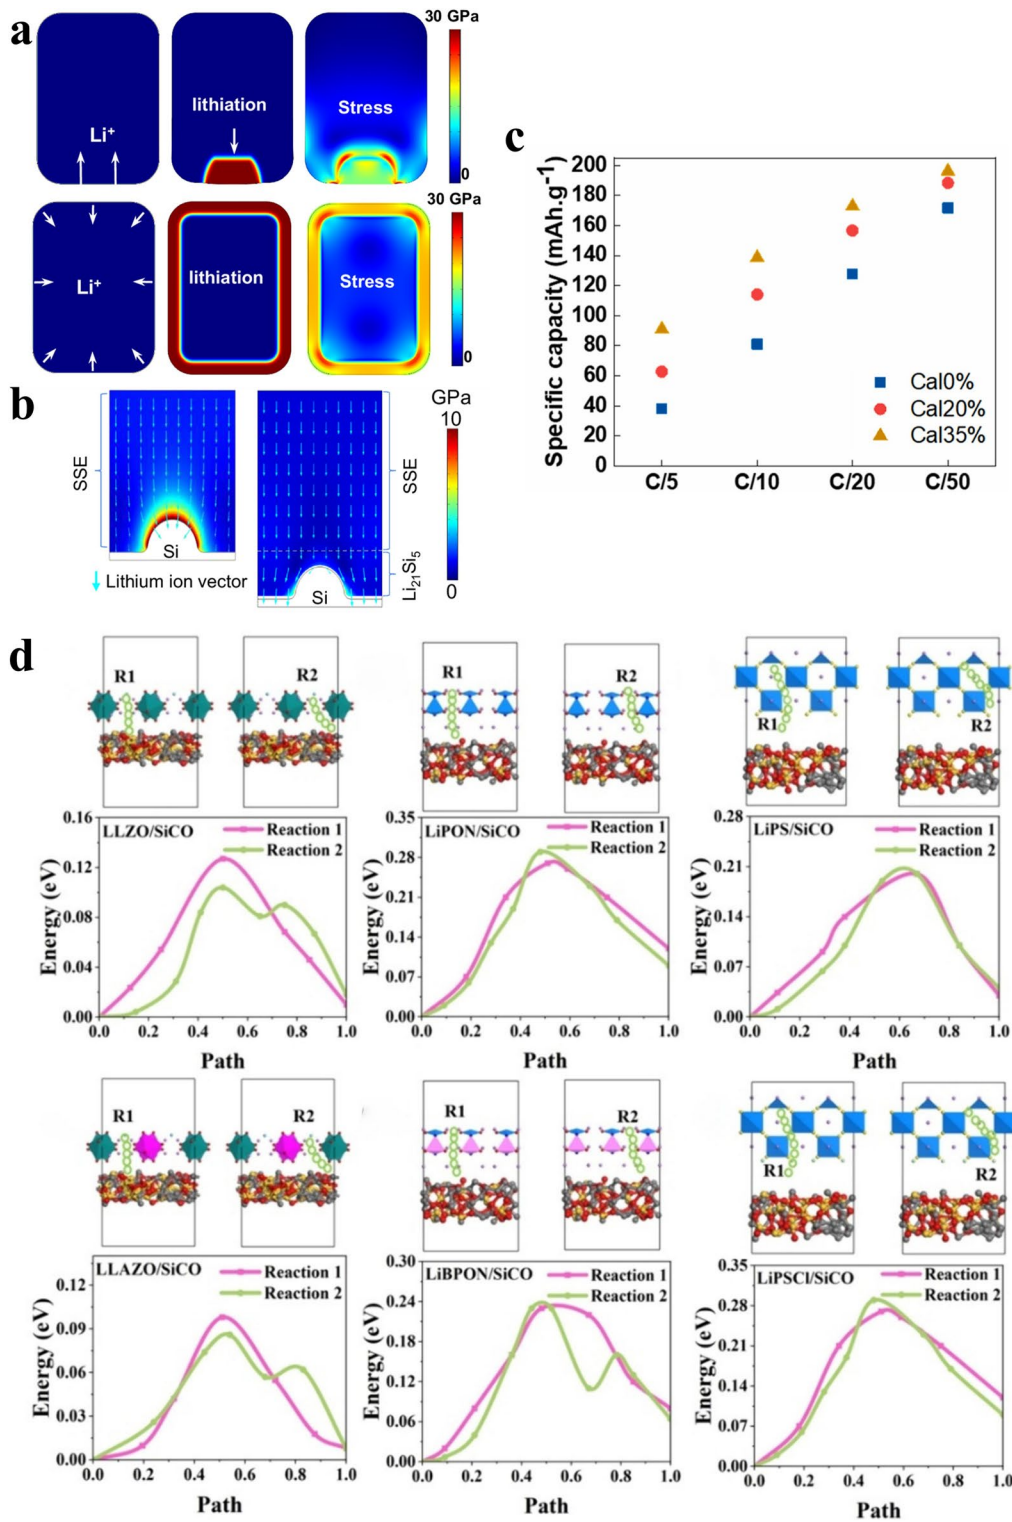 a
30 GPa
Li⁺
lithiation
Stress
0
30 GPa
Li⁺
lithiation
Stress
0
b
GPa
10
0
SSE
SSE
Si
Li₂₁Si₅
Si
Lithium ion vector
c
Specific capacity (mAh.g⁻¹)
200
180
160
140
120
100
80
60
40
20
0
C/5 C/10 C/20 C/50
Cal0%
Cal20%
Cal35%
d
R1 R2
LLZO/SiCO
Reaction 1
Reaction 2
Energy (eV)
0.16
0.12
0.08
0.04
0.00
0.0 0.2 0.4 0.6 0.8 1.0
Path
R1 R2
LiPON/SiCO
Reaction 1
Reaction 2
Energy (eV)
0.35
0.28
0.21
0.14
0.07
0.00
0.0 0.2 0.4 0.6 0.8 1.0
Path
R1 R2
LiPS/SiCO
Reaction 1
Reaction 2
Energy (eV)
0.28
0.21
0.14
0.07
0.00
0.0 0.2 0.4 0.6 0.8 1.0
Path
R1 R2
LLAZO/SiCO
Reaction 1
Reaction 2
Energy (eV)
0.12
0.09
0.06
0.03
0.00
0.0 0.2 0.4 0.6 0.8 1.0
Path
R1 R2
LiBPON/SiCO
Reaction 1
Reaction 2
Energy (eV)
0.30
0.24
0.18
0.12
0.06
0.00
0.0 0.2 0.4 0.6 0.8 1.0
Path
R1 R2
LiPSCl/SiCO
Reaction 1
Reaction 2
Energy (eV)
0.35
0.28
0.21
0.14
0.07
0.00
0.0 0.2 0.4 0.6 0.8 1.0
Path